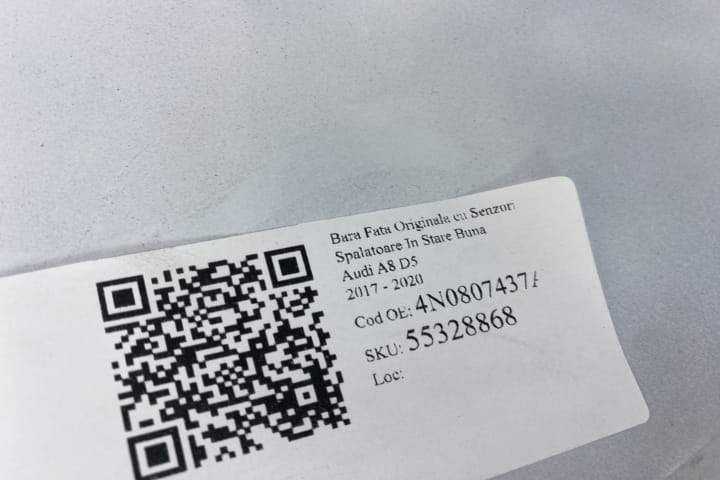 Bara Fata Originala cu Senzori
Spalatoare In Stare Buna
Audi A8 D5
2017 - 2020
Cod OE: 4N0807437A
SKU: 55328868
Loc: